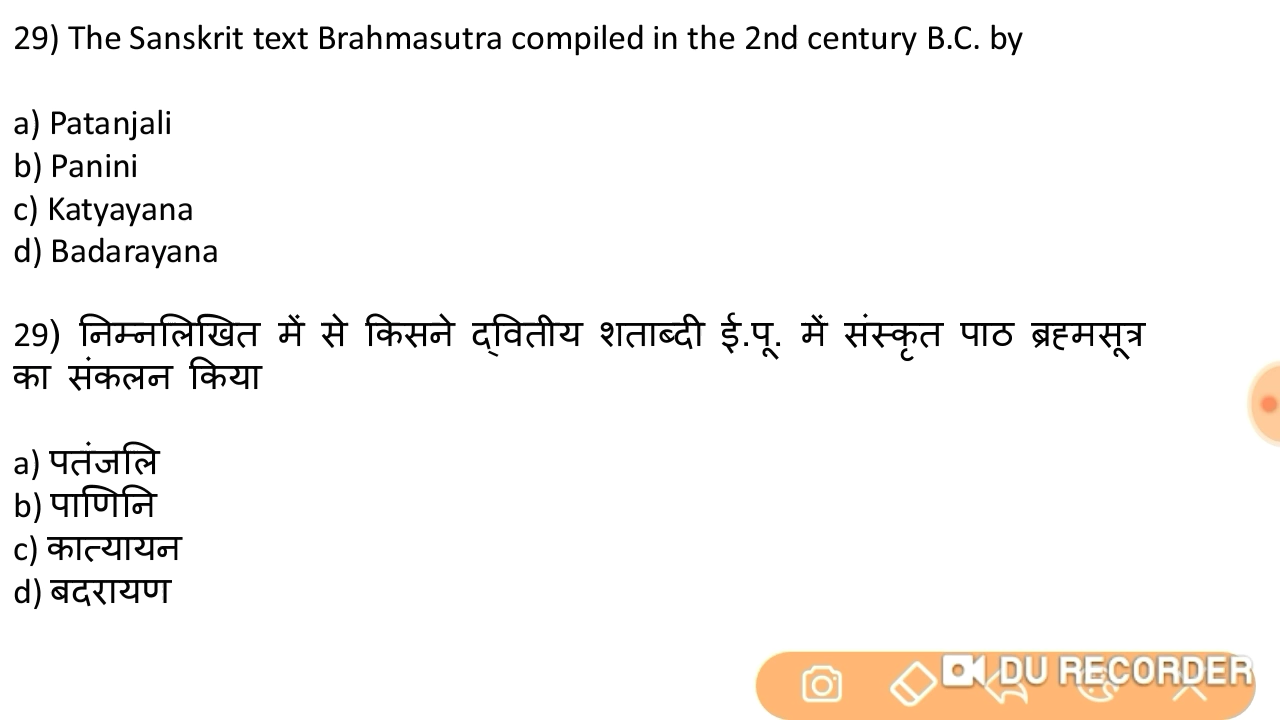 29) The Sanskrit text Brahmasutra compiled in the 2nd century B.C. by
a) Patanjali
b) Panini
c) Katyayana
d) Badarayana
29) निम्नलिखित में से किसने द्वितीय शताब्दी ई.पू. में संस्कृत पाठ ब्रह्मसूत्र
का संकलन किया
a) पतंजलि
b) पाणिनि
c) कात्यायन
d) बदरायण
DU RECORDER